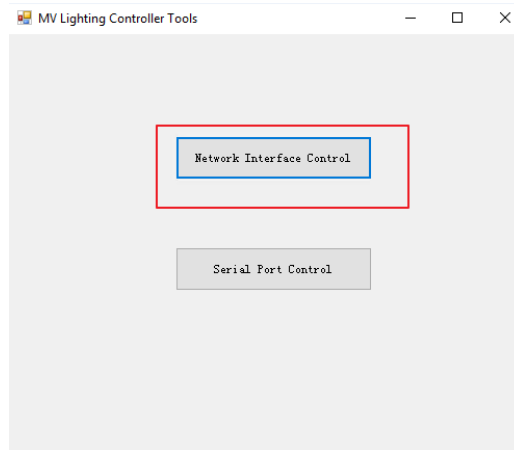 MV Lighting Controller Tools
Network Interface Control
Serial Port Control